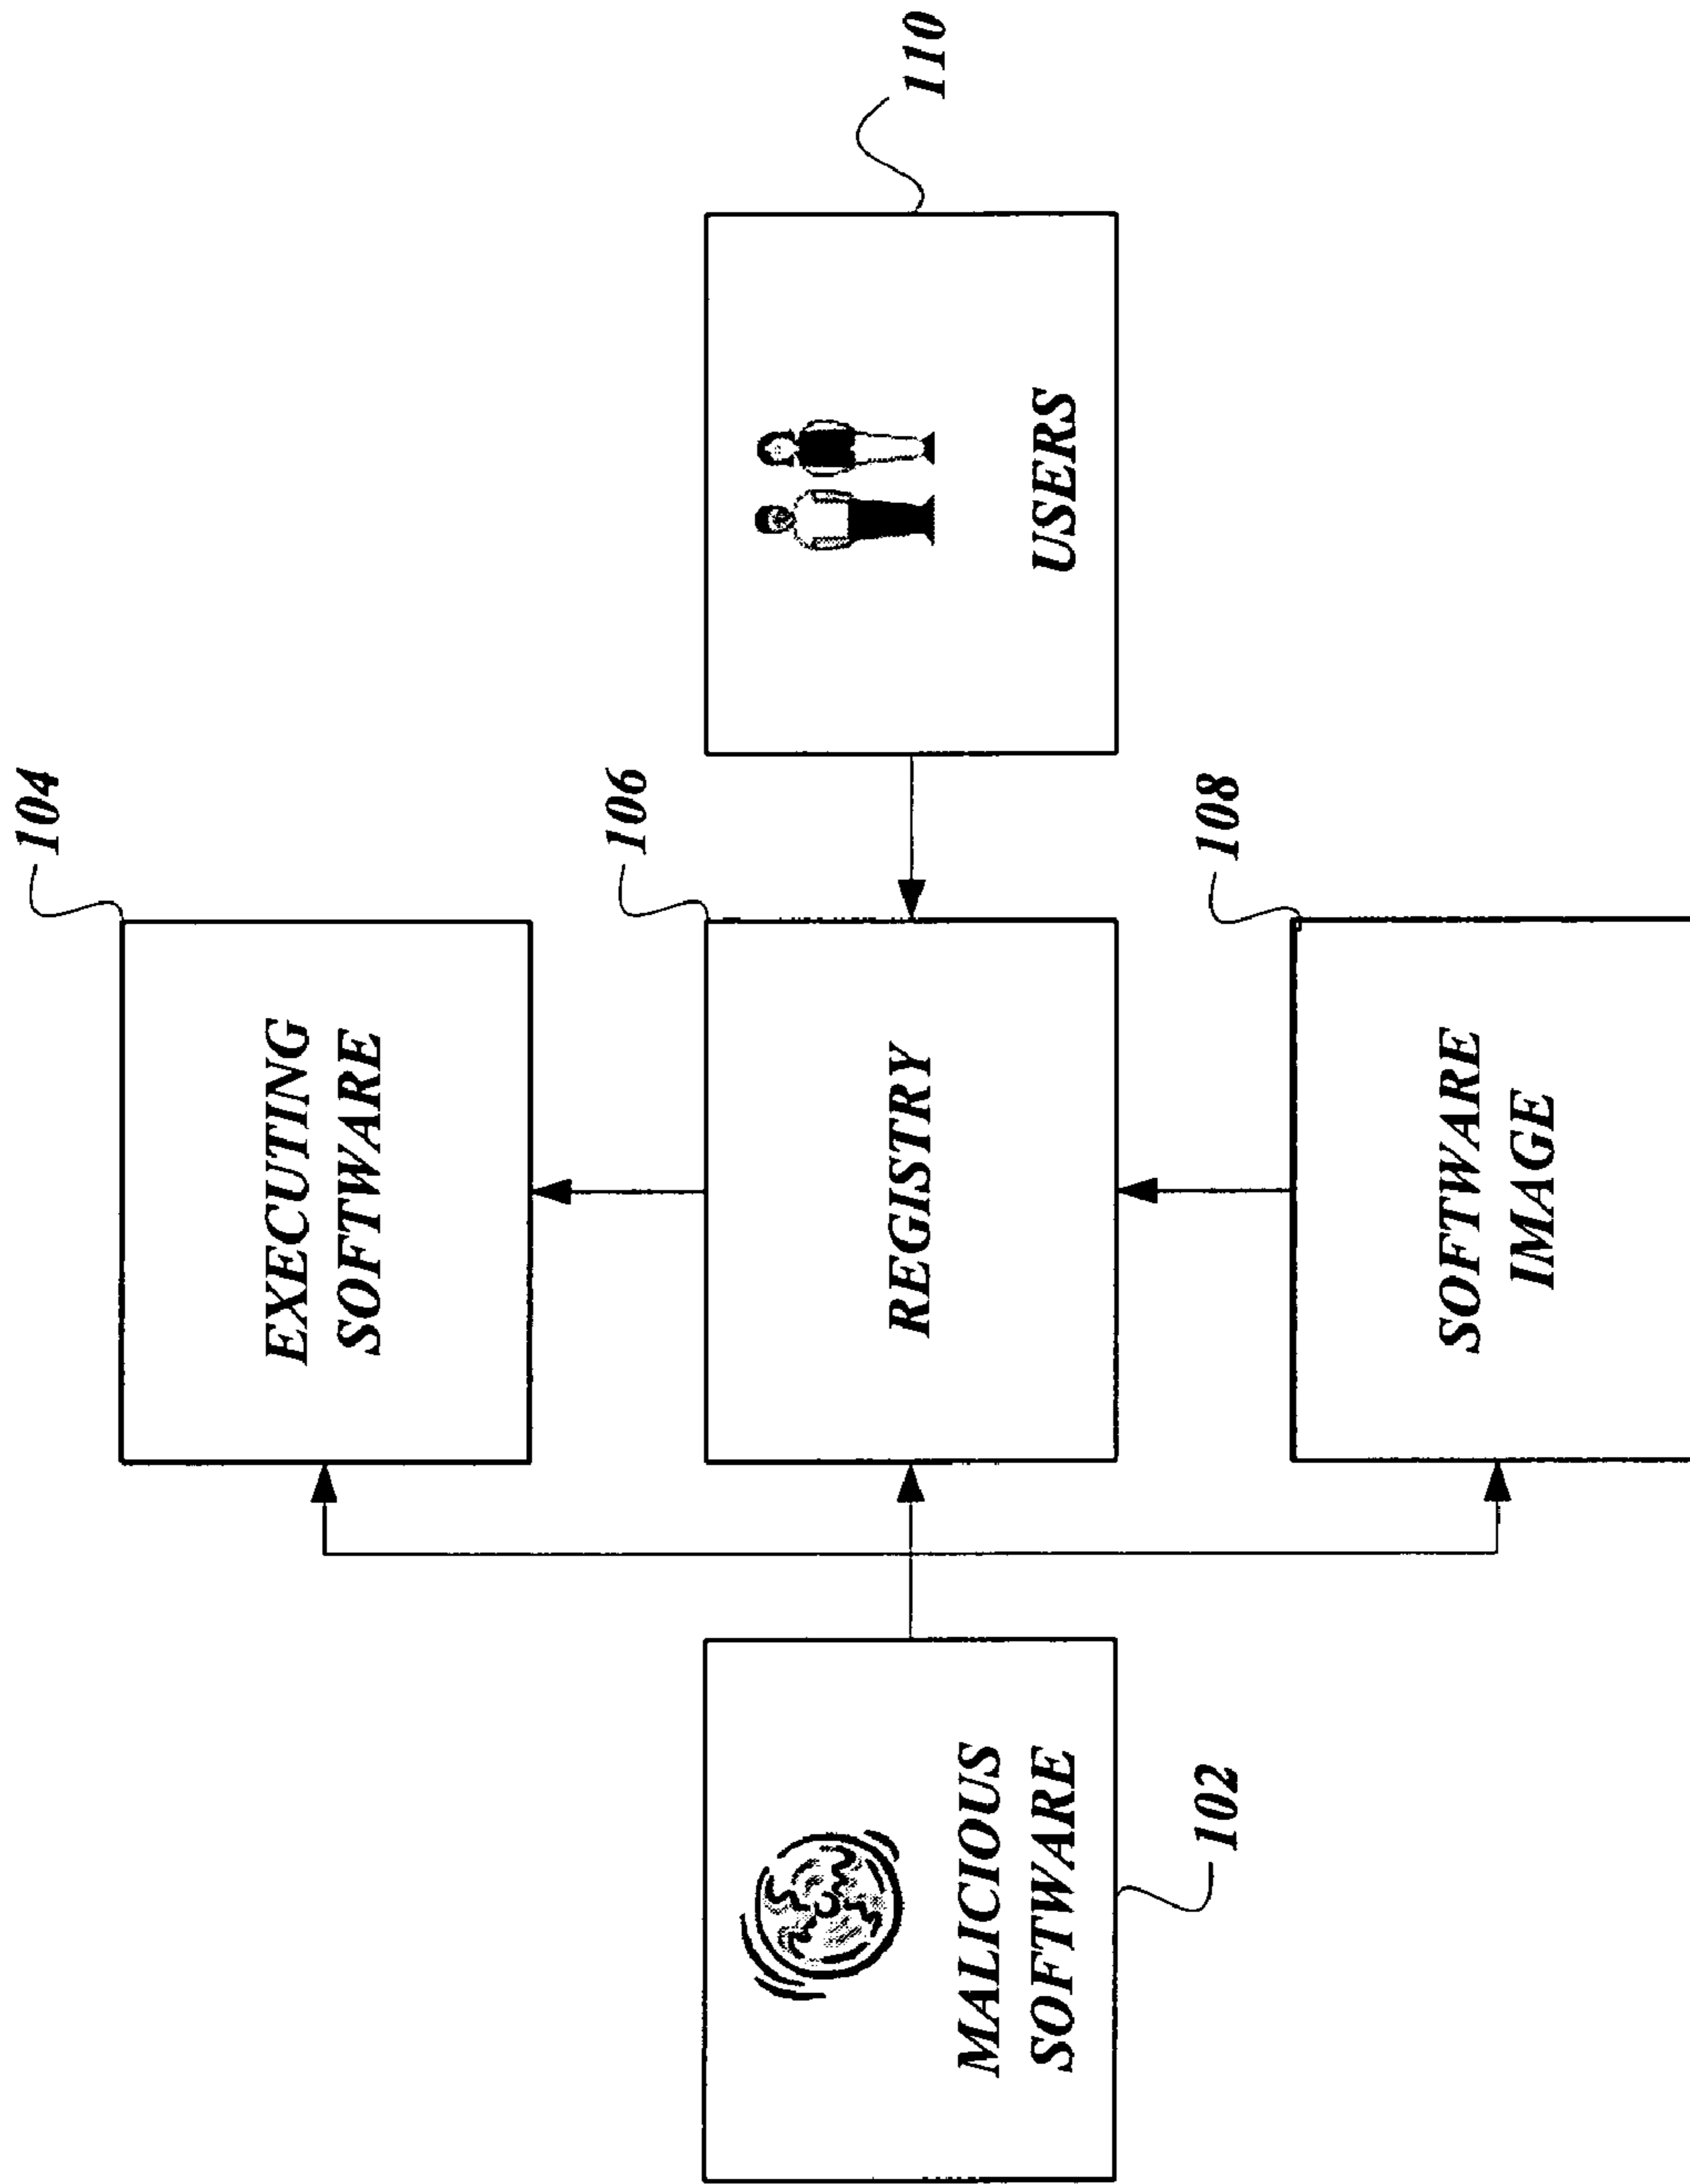 104
EXECUTING
SOFTWARE
106
REGISTRY
108
SOFTWARE
IMAGE
MALICIOUS
SOFTWARE
102
USERS
110